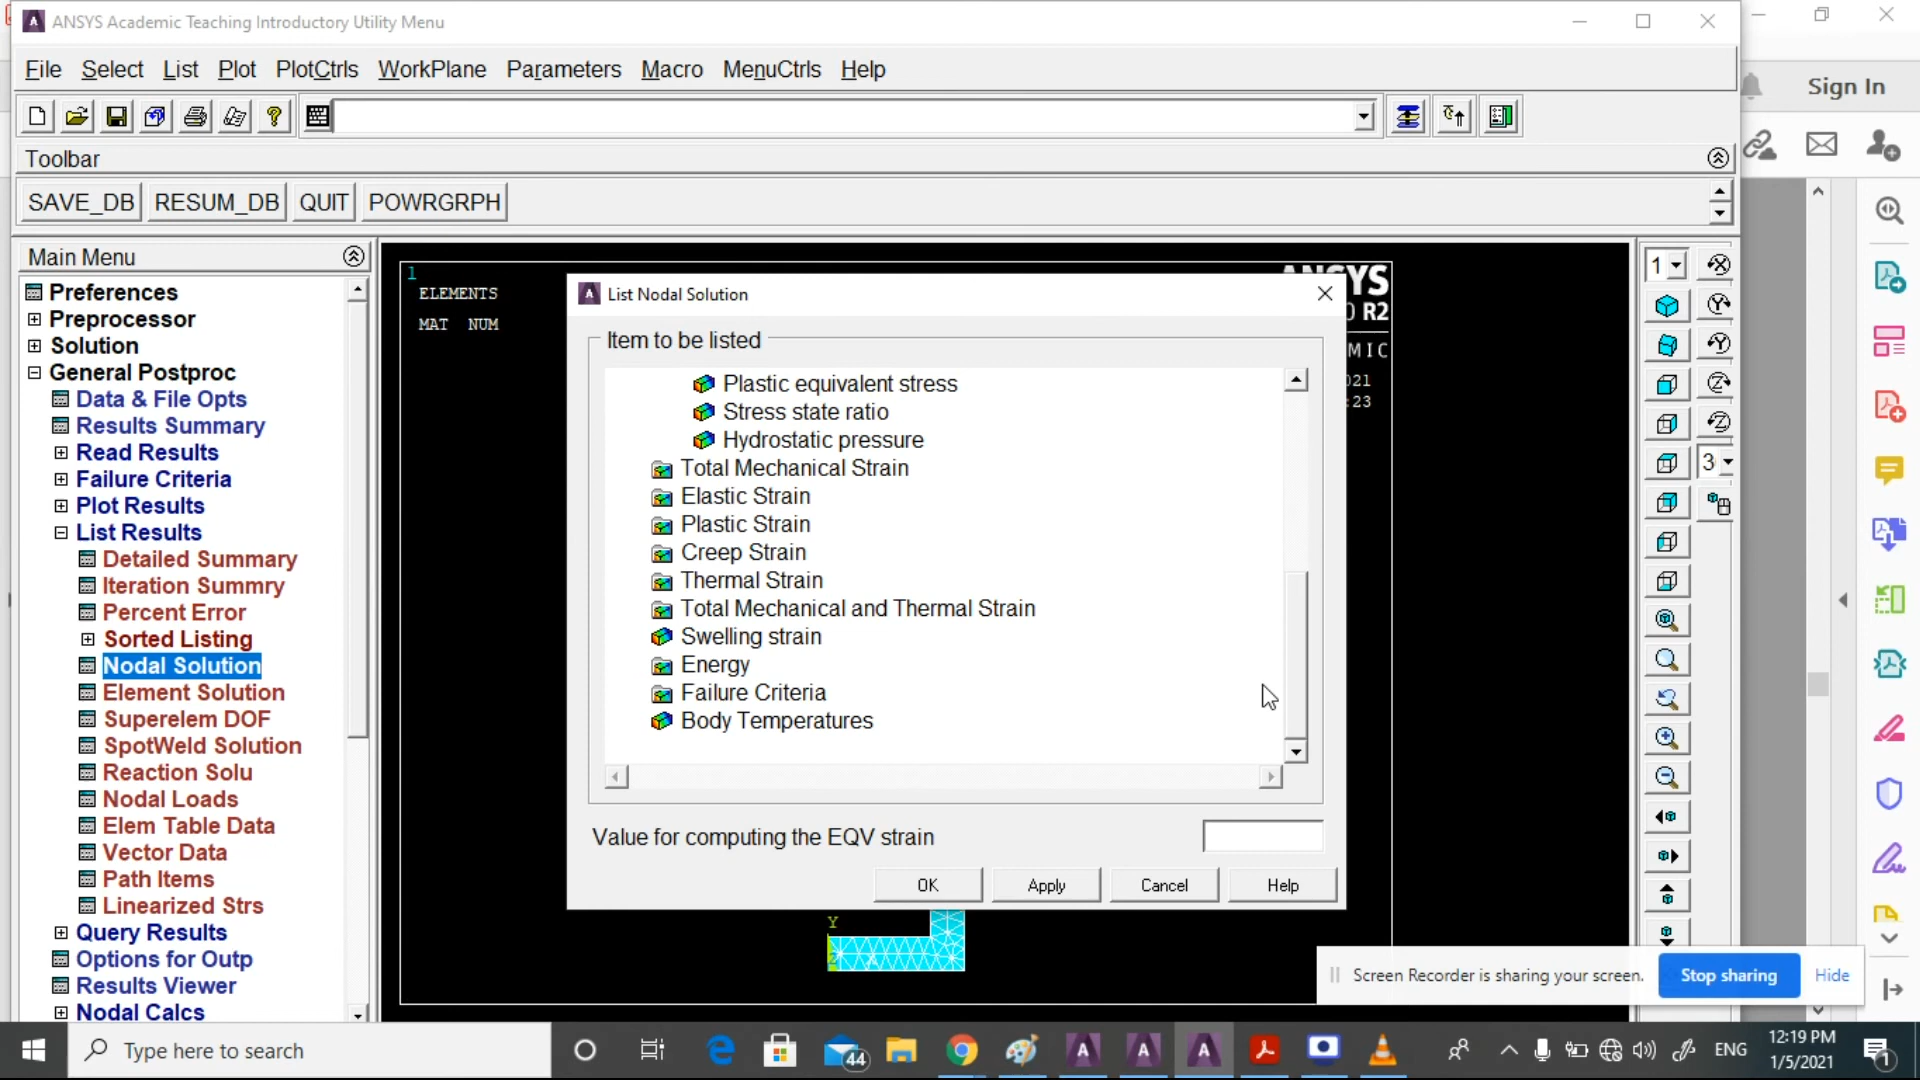 ANSYS Academic Teaching Introductory Utility Menu
File Select List Plot PlotCtrls WorkPlane Parameters Macro MenuCtrls Help
Sign In
Toolbar
SAVE_DB RESUM_DB QUIT POWRGRPH
Main Menu
Preferences
Preprocessor
Solution
General Postproc
Data & File Opts
Results Summary
Read Results
Failure Criteria
Plot Results
List Results
Detailed Summary
Iteration Summry
Percent Error
Sorted Listing
Nodal Solution
Element Solution
Superelem DOF
SpotWeld Solution
Reaction Solu
Nodal Loads
Elem Table Data
Vector Data
Path Items
Linearized Strs
Query Results
Options for Outp
Results Viewer
Nodal Calcs
1
ELEMENTS
MAT NUM
ANSYS
R2
MIC
021
:23
List Nodal Solution
Item to be listed
Plastic equivalent stress
Stress state ratio
Hydrostatic pressure
Total Mechanical Strain
Elastic Strain
Plastic Strain
Creep Strain
Thermal Strain
Total Mechanical and Thermal Strain
Swelling strain
Energy
Failure Criteria
Body Temperatures
Value for computing the EQV strain
OK Apply Cancel Help
Y
Z X
1
3
Screen Recorder is sharing your screen. Stop sharing Hide
Type here to search
44
ENG
12:19 PM
1/5/2021
1